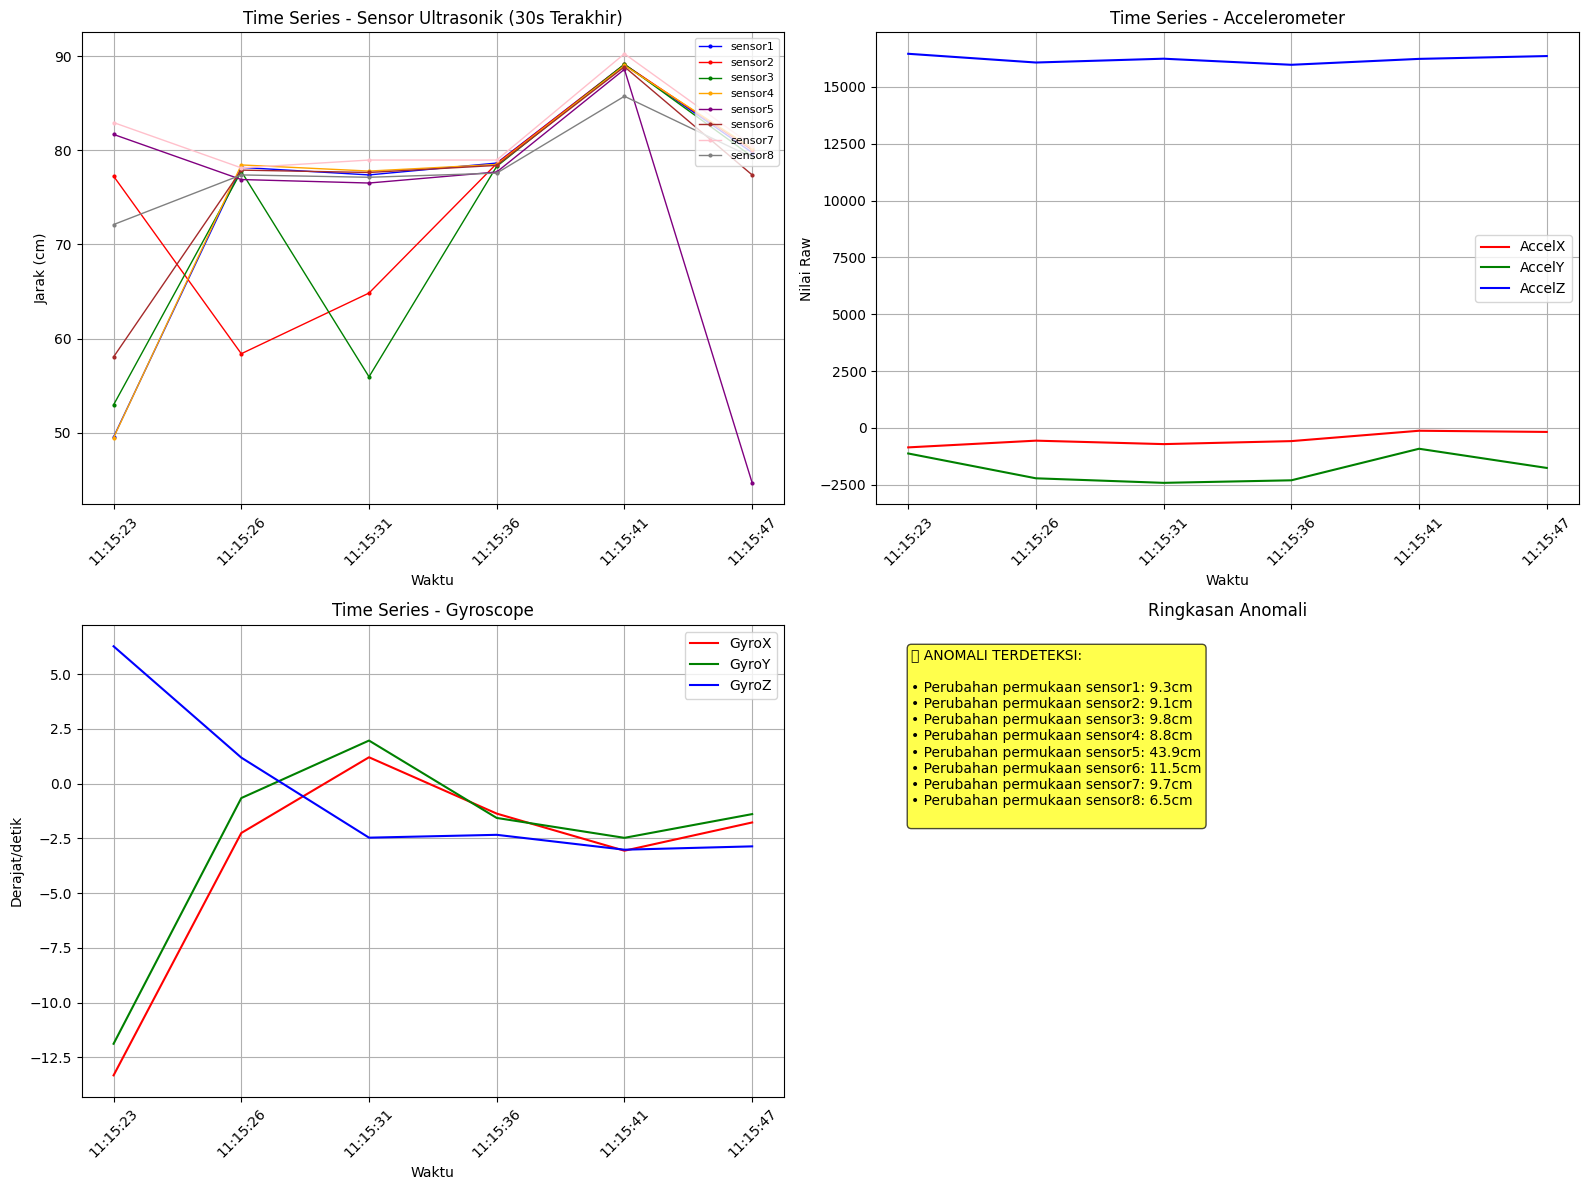 Time Series - Sensor Ultrasonik (30s Terakhir)
Jarak (cm)
90
80
70
60
50
sensor1
sensor2
sensor3
sensor4
sensor5
sensor6
sensor7
sensor8
11:15:23
11:15:26
11:15:31
11:15:36
11:15:41
11:15:47
Waktu
Time Series - Accelerometer
Nilai Raw
15000
12500
10000
7500
5000
2500
0
−2500
AccelX
AccelY
AccelZ
11:15:23
11:15:26
11:15:31
11:15:36
11:15:41
11:15:47
Waktu
Time Series - Gyroscope
Derajat/detik
5.0
2.5
0.0
−2.5
−5.0
−7.5
−10.0
−12.5
GyroX
GyroY
GyroZ
11:15:23
11:15:26
11:15:31
11:15:36
11:15:41
11:15:47
Waktu
Ringkasan Anomali
ANOMALI TERDETEKSI:
• Perubahan permukaan sensor1: 9.3cm
• Perubahan permukaan sensor2: 9.1cm
• Perubahan permukaan sensor3: 9.8cm
• Perubahan permukaan sensor4: 8.8cm
• Perubahan permukaan sensor5: 43.9cm
• Perubahan permukaan sensor6: 11.5cm
• Perubahan permukaan sensor7: 9.7cm
• Perubahan permukaan sensor8: 6.5cm